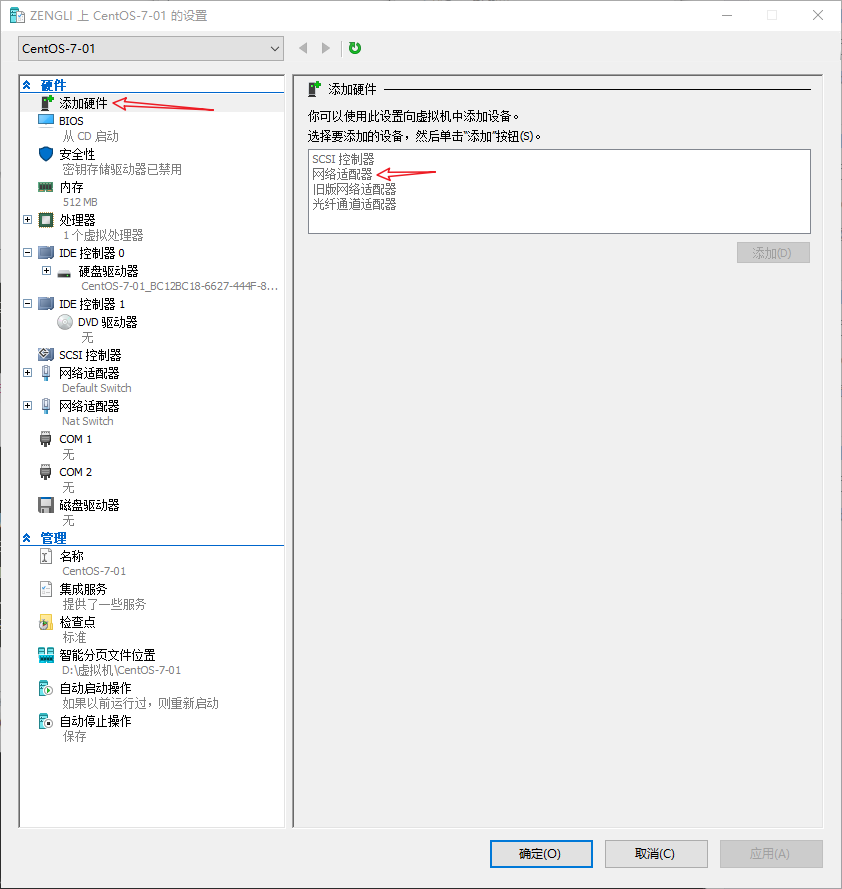 ZENGLI 上 CentOS-7-01 的设置
CentOS-7-01
硬件
添加硬件
BIOS
从 CD 启动
安全性
密钥存储驱动器已禁用
内存
512 MB
处理器
1 个虚拟处理器
IDE 控制器 0
硬盘驱动器
CentOS-7-01_BC12BC18-6627-444F-8...
IDE 控制器 1
DVD 驱动器
无
SCSI 控制器
网络适配器
Default Switch
网络适配器
Nat Switch
COM 1
无
COM 2
无
磁盘驱动器
无
管理
名称
CentOS-7-01
集成服务
提供了一些服务
检查点
标准
智能分页文件位置
D:\虚拟机\CentOS-7-01
自动启动操作
如果以前运行过，则重新启动
自动停止操作
保存
添加硬件
你可以使用此设置向虚拟机中添加设备。
选择要添加的设备，然后单击"添加"按钮(S)。
SCSI 控制器
网络适配器
旧版网络适配器
光纤通道适配器
添加(D)
确定(O)
取消(C)
应用(A)